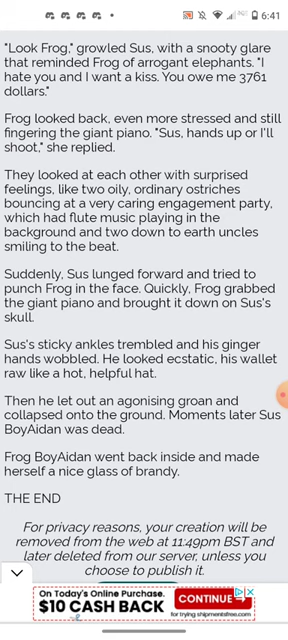 6:41
"Look Frog," growled Sus, with a snooty glare
that reminded Frog of arrogant elephants. "I
hate you and I want a kiss. You owe me 3761
dollars."
Frog looked back, even more stressed and still
fingering the giant piano. "Sus, hands up or I'll
shoot," she replied.
They looked at each other with surprised
feelings, like two oily, ordinary ostriches
bouncing at a very caring engagement party,
which had flute music playing in the
background and two down to earth uncles
smiling to the beat.
Suddenly, Sus lunged forward and tried to
punch Frog in the face. Quickly, Frog grabbed
the giant piano and brought it down on Sus's
skull.
Sus's sticky ankles trembled and his ginger
hands wobbled. He looked ecstatic, his wallet
raw like a hot, helpful hat.
Then he let out an agonising groan and
collapsed onto the ground. Moments later Sus
BoyAidan was dead.
Frog BoyAidan went back inside and made
herself a nice glass of brandy.
THE END
For privacy reasons, your creation will be
removed from the web at 11:49pm BST and
later deleted from our server, unless you
choose to publish it.
On Today's Online Purchase.
$10 CASH BACK
CONTINUE
for trying shipmentsfree.com